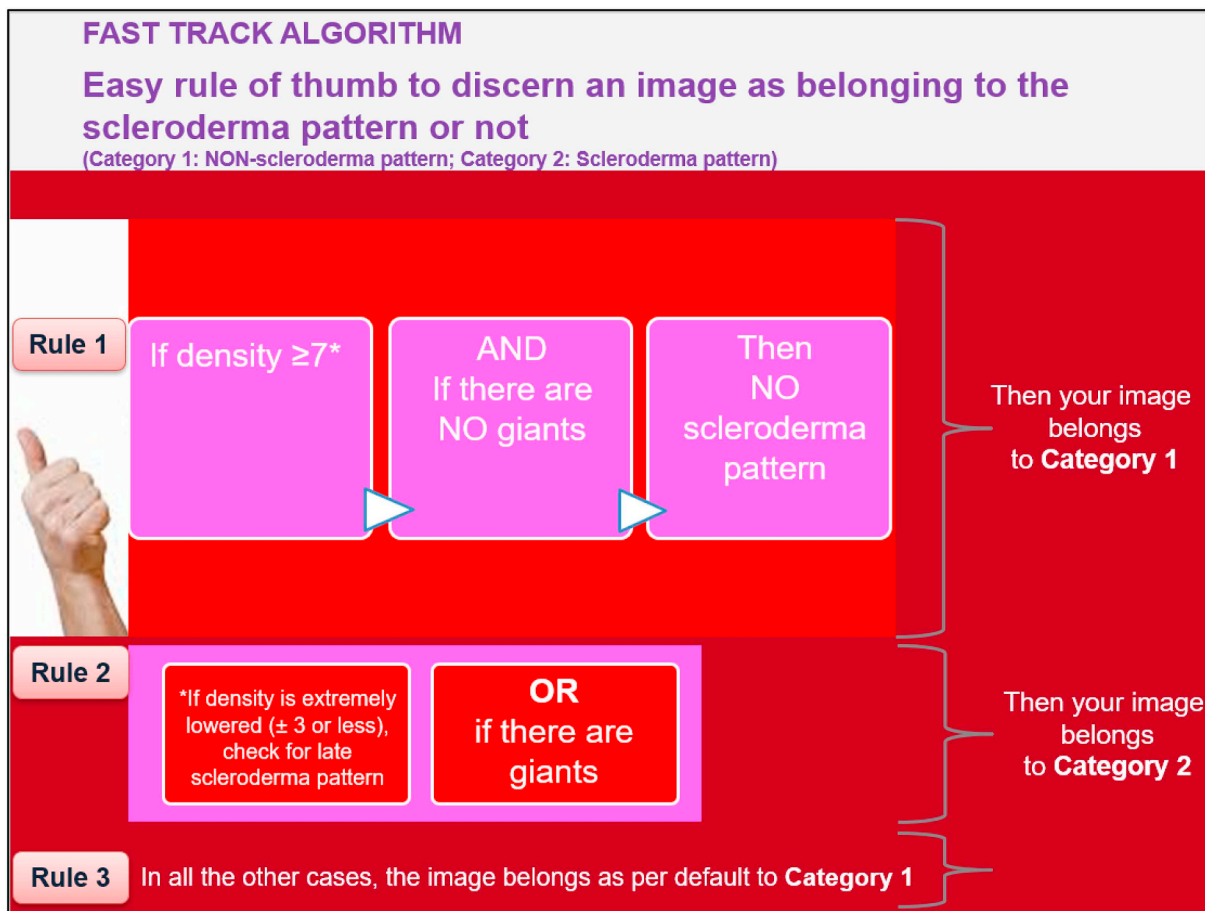 FAST TRACK ALGORITHM
Easy rule of thumb to discern an image as belonging to the
scleroderma pattern or not
(Category 1: NON-scleroderma pattern; Category 2: Scleroderma pattern)
Rule 1
If density ≥7*
AND
If there are
NO giants
Then
NO
scleroderma
pattern
Then your image
belongs
to Category 1
Rule 2
*If density is extremely
lowered (± 3 or less),
check for late
scleroderma pattern
OR
if there are
giants
Then your image
belongs
to Category 2
Rule 3
In all the other cases, the image belongs as per default to Category 1